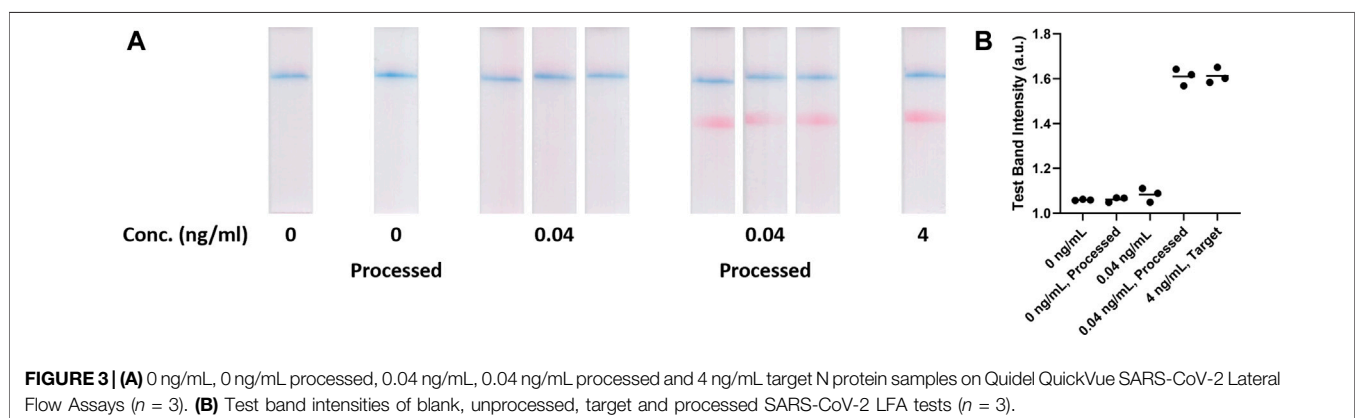 A
Conc. (ng/ml) 0 0 0.04 0.04 4
Processed Processed
B
Test Band Intensity (a.u.)
1.8
1.6
1.4
1.2
1.0
0 ng/mL
0 ng/mL, Processed
0.04 ng/mL
0.04 ng/mL, Processed
4 ng/mL, Target
FIGURE 3 | (A) 0 ng/mL, 0 ng/mL processed, 0.04 ng/mL, 0.04 ng/mL processed and 4 ng/mL target N protein samples on Quidel QuickVue SARS-CoV-2 Lateral
Flow Assays (n = 3). (B) Test band intensities of blank, unprocessed, target and processed SARS-CoV-2 LFA tests (n = 3).